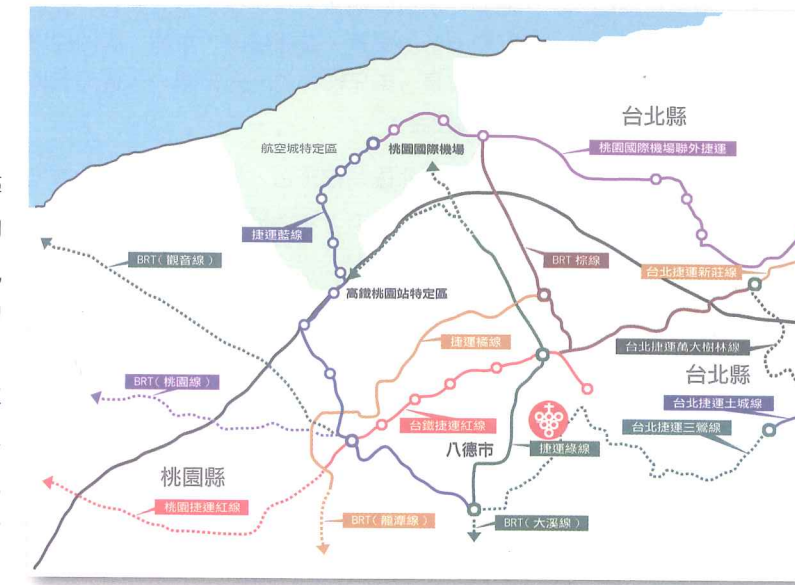 台北縣
桃園國際機場聯外捷運
航空城特定區
桃園國際機場
捷運藍線
BRT(觀音線)
BRT 棕線
台北捷運新莊線
高鐵桃園站特定區
捷運橘線
台北捷運萬大樹林線
台北縣
BRT(桃園線)
台北捷運土城線
台鐵捷運紅線
八德市
捷運綠線
台北捷運三鶯線
桃園縣
桃園捷運紅線
BRT(龍潭線)
BRT(大溪線)